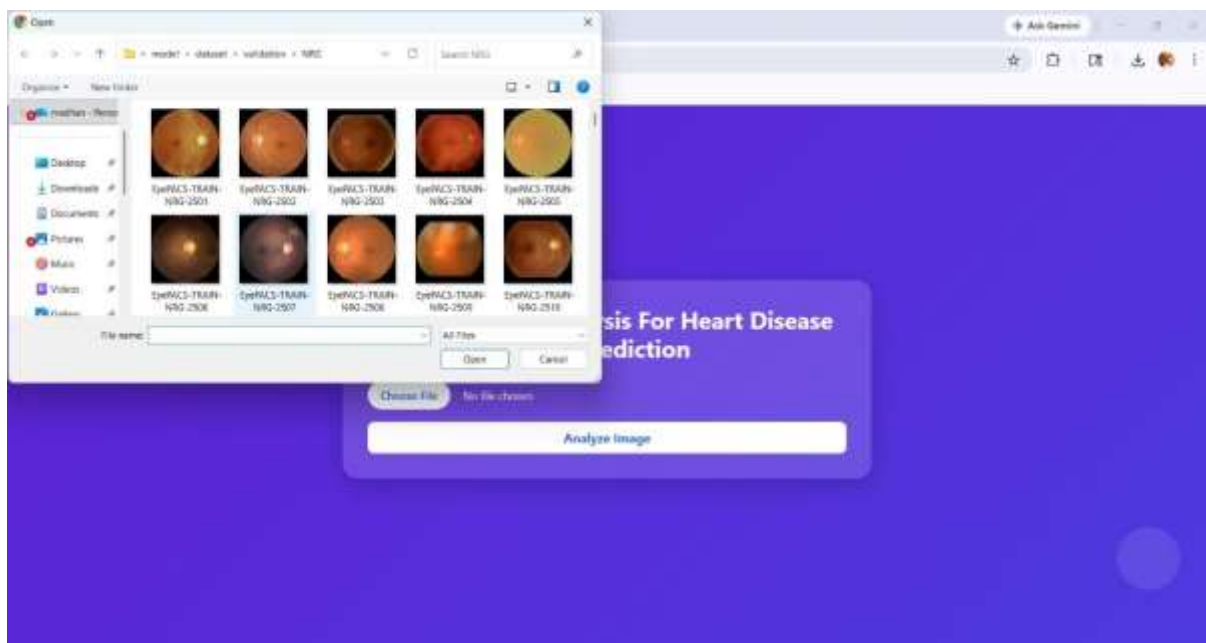 Open
Ask Gemini
model dataset validation NRG
Search NRG
Organize
New folder
Desktop
Downloads
Documents
Pictures
Music
Videos
EyePACS-TRAIN-NRG-2501
EyePACS-TRAIN-NRG-2502
EyePACS-TRAIN-NRG-2503
EyePACS-TRAIN-NRG-2504
EyePACS-TRAIN-NRG-2505
EyePACS-TRAIN-NRG-2506
EyePACS-TRAIN-NRG-2507
EyePACS-TRAIN-NRG-2508
EyePACS-TRAIN-NRG-2509
EyePACS-TRAIN-NRG-2510
File name:
All Files
Open
Cancel
sis For Heart Disease
ediction
Choose File No file chosen
Analyze Image